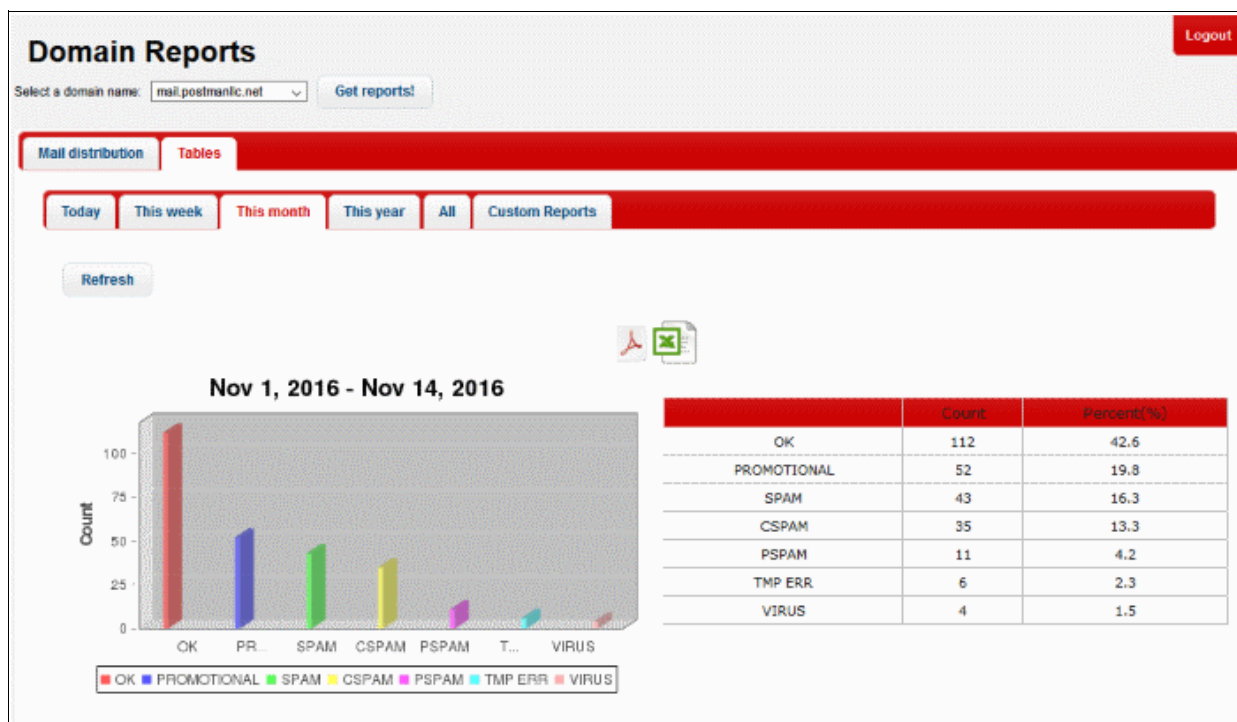 Logout
Domain Reports
Select a domain name: mail.postmanllc.net Get reports!
Mail distribution Tables
Today This week This month This year All Custom Reports
Refresh
Nov 1, 2016 - Nov 14, 2016
Count
100
75
50
25
0
OK PR... SPAM CSPAM PSPAM T... VIRUS
OK PROMOTIONAL SPAM CSPAM PSPAM TMP ERR VIRUS
Count Percent(%)
OK 112 42.6
PROMOTIONAL 52 19.8
SPAM 43 16.3
CSPAM 35 13.3
PSPAM 11 4.2
TMP ERR 6 2.3
VIRUS 4 1.5